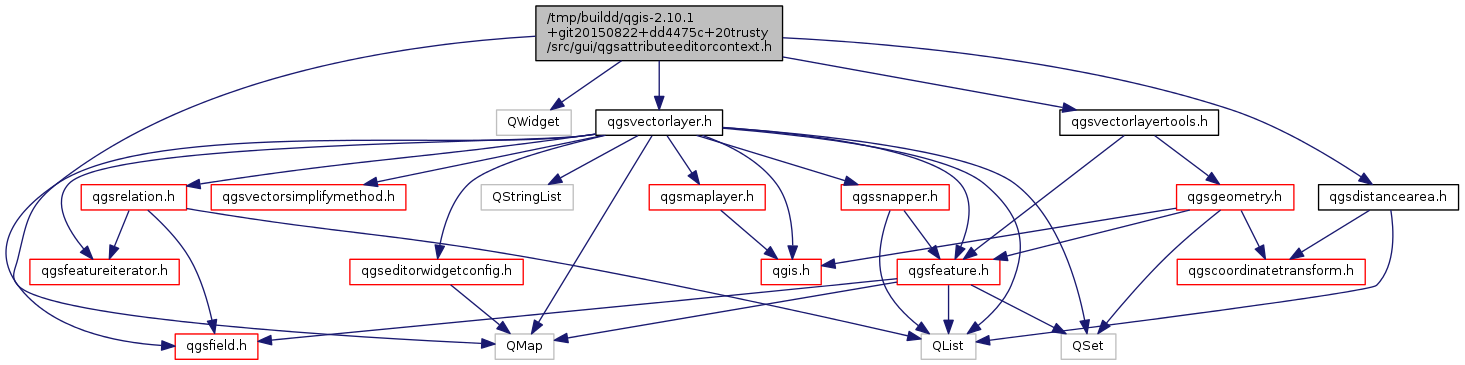 /tmp/buildd/qgis-2.10.1
+git20150822+dd4475c+20trusty
/src/gui/qgsattributeeditorcontext.h
QWidget
qgsvectorlayer.h
qgsvectorlayertools.h
qgsrelation.h
qgsvectorsimplifymethod.h
QStringList
qgsmaplayer.h
qgssnapper.h
qgsgeometry.h
qgsdistancearea.h
qgsfeatureiterator.h
qgseditorwidgetconfig.h
qgis.h
qgsfeature.h
qgscoordinatetransform.h
qgsfield.h
QMap
QList
QSet